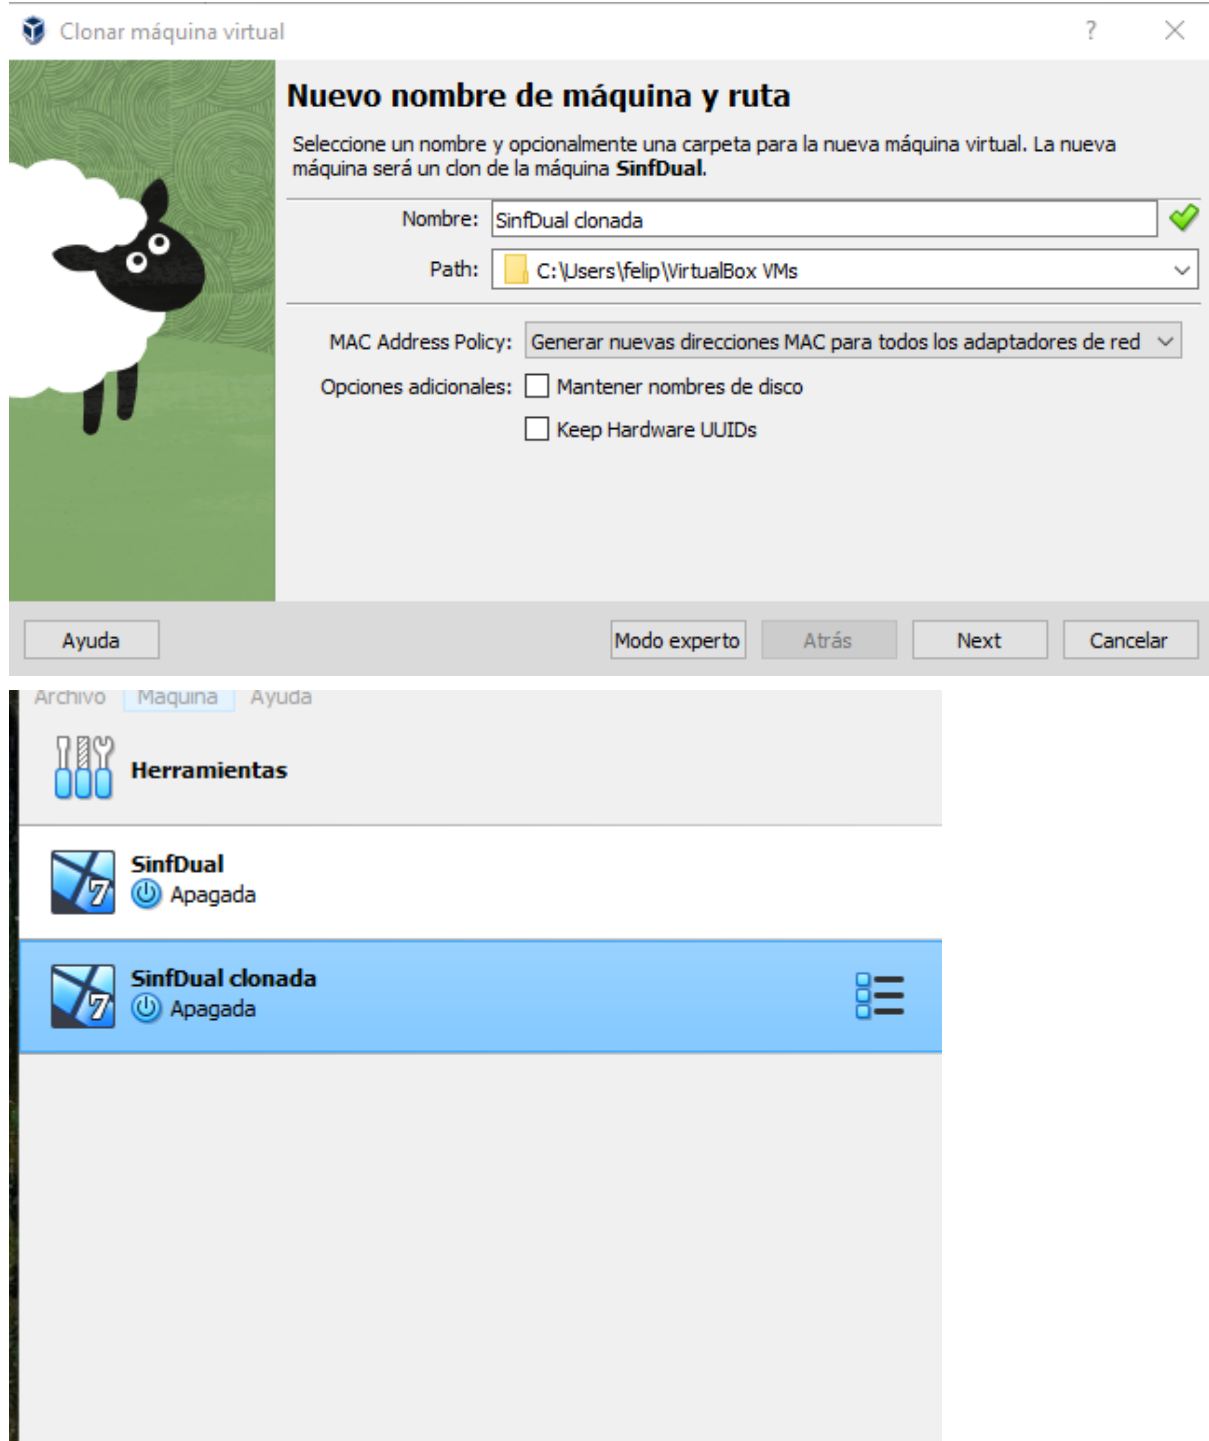 Clonar máquina virtual
?
Nuevo nombre de máquina y ruta
Seleccione un nombre y opcionalmente una carpeta para la nueva máquina virtual. La nueva
máquina será un clon de la máquina SinfDual.
Nombre: SinfDual clonada
Path: C:\Users\felip\VirtualBox VMs
MAC Address Policy: Generar nuevas direcciones MAC para todos los adaptadores de red
Opciones adicionales: Mantener nombres de disco
Keep Hardware UUIDs
Ayuda Modo experto Atrás Next Cancelar
Archivo Máquina Ayuda
Herramientas
SinfDual
7 Apagada
SinfDual clonada
7 Apagada